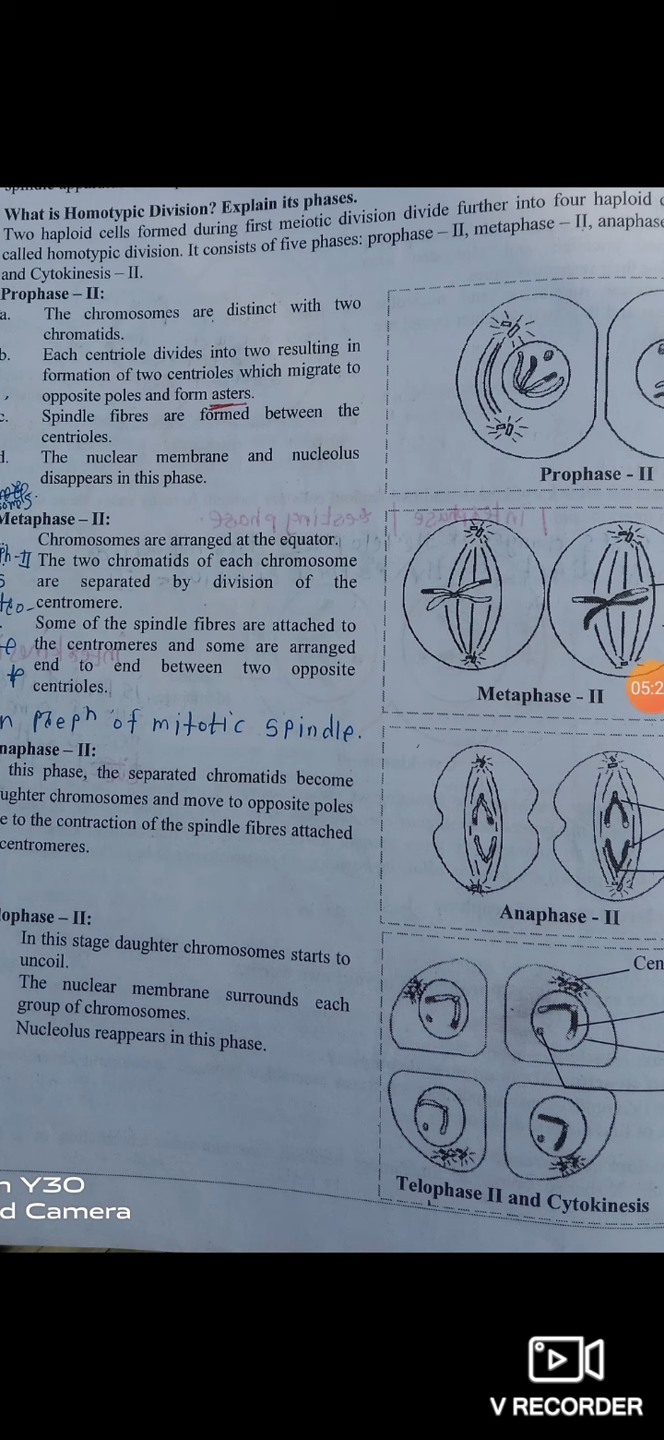 What is Homotypic Division? Explain its phases.
Two haploid cells formed during first meiotic division divide further into four haploid
called homotypic division. It consists of five phases: prophase – II, metaphase – II, anaphase
and Cytokinesis – II.
Prophase – II:
a. The chromosomes are distinct with two
chromatids.
b. Each centriole divides into two resulting in
formation of two centrioles which migrate to
opposite poles and form asters.
c. Spindle fibres are formed between the
centrioles.
d. The nuclear membrane and nucleolus
disappears in this phase.
Prophase - II
Metaphase – II:
Chromosomes are arranged at the equator.
ph-II The two chromatids of each chromosome
are separated by division of the
centromere.
Some of the spindle fibres are attached to
the centromeres and some are arranged
end to end between two opposite
centrioles.
Metaphase - II
05:2
of mitotic spindle.
naphase – II:
this phase, the separated chromatids become
ughter chromosomes and move to opposite poles
e to the contraction of the spindle fibres attached
centromeres.
Anaphase - II
lophase – II:
In this stage daughter chromosomes starts to
uncoil.
The nuclear membrane surrounds each
group of chromosomes.
Nucleolus reappears in this phase.
Cen
Telophase II and Cytokinesis
Y30
d Camera
V RECORDER